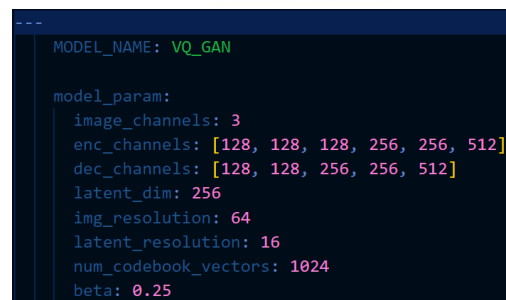 ---
MODEL_NAME: VQ_GAN
model_param:
image_channels: 3
enc_channels: [128, 128, 128, 256, 256, 512]
dec_channels: [128, 128, 256, 256, 512]
latent_dim: 256
img_resolution: 64
latent_resolution: 16
num_codebook_vectors: 1024
beta: 0.25